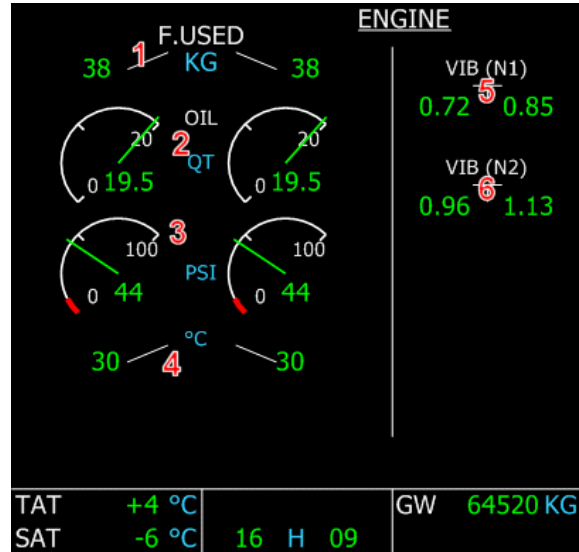 ENGINE
F.USED
1
38 KG 38
VIB (N1)
5
0.72 0.85
OIL
20 2 20
QT
0 19.5 0 19.5
VIB (N2)
6
0.96 1.13
3
100 100
PSI
0 44 0 44
°C
30 4 30
TAT +4 °C GW 64520 KG
SAT -6 °C 16 H 09